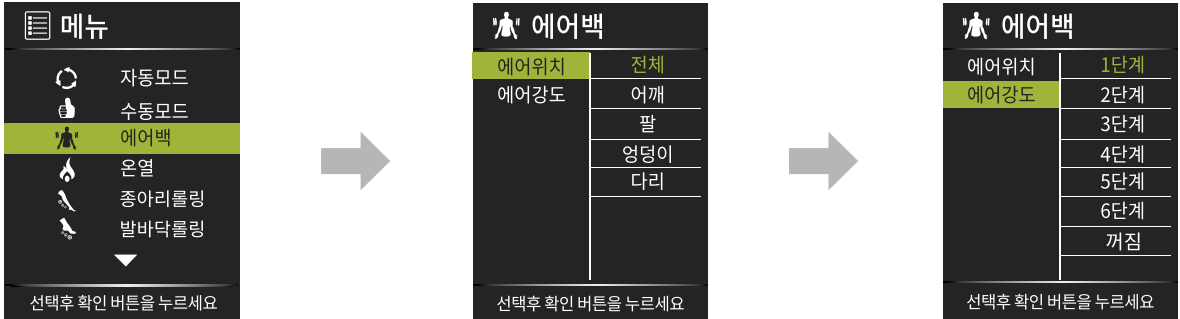 메뉴
자동모드
수동모드
에어백
온열
종아리롤링
발바닥롤링
선택후 확인 버튼을 누르세요
에어백
에어위치
에어강도
전체
어깨
팔
엉덩이
다리
선택후 확인 버튼을 누르세요
에어백
에어위치
에어강도
1단계
2단계
3단계
4단계
5단계
6단계
꺼짐
선택후 확인 버튼을 누르세요